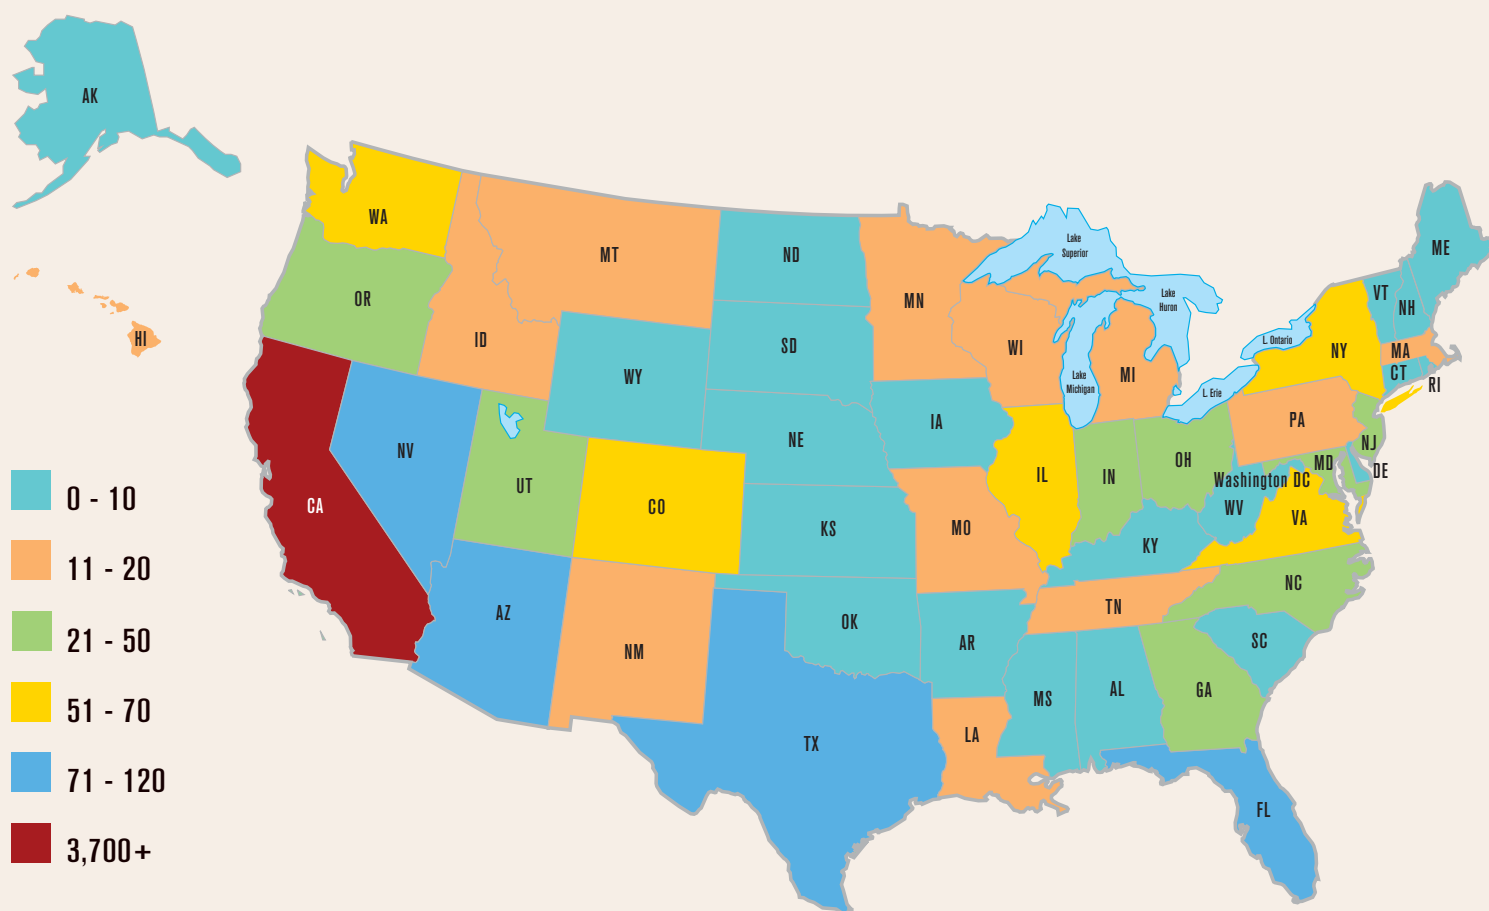 AK
WA
MT
ND
MN
Lake
Superior
ME
OR
ID
HI
WY
SD
WI
MI
Lake
Huron
Lake
Michigan
L. Ontario
L. Erie
VT
NH
NY
MA
CT
RI
NV
UT
CO
NE
IA
IL
IN
OH
PA
NJ
MD
DE
Washington DC
WV
VA
CA
KS
MO
KY
NC
AZ
NM
OK
AR
TN
SC
TX
LA
MS
AL
GA
FL
0 - 10
11 - 20
21 - 50
51 - 70
71 - 120
3,700+